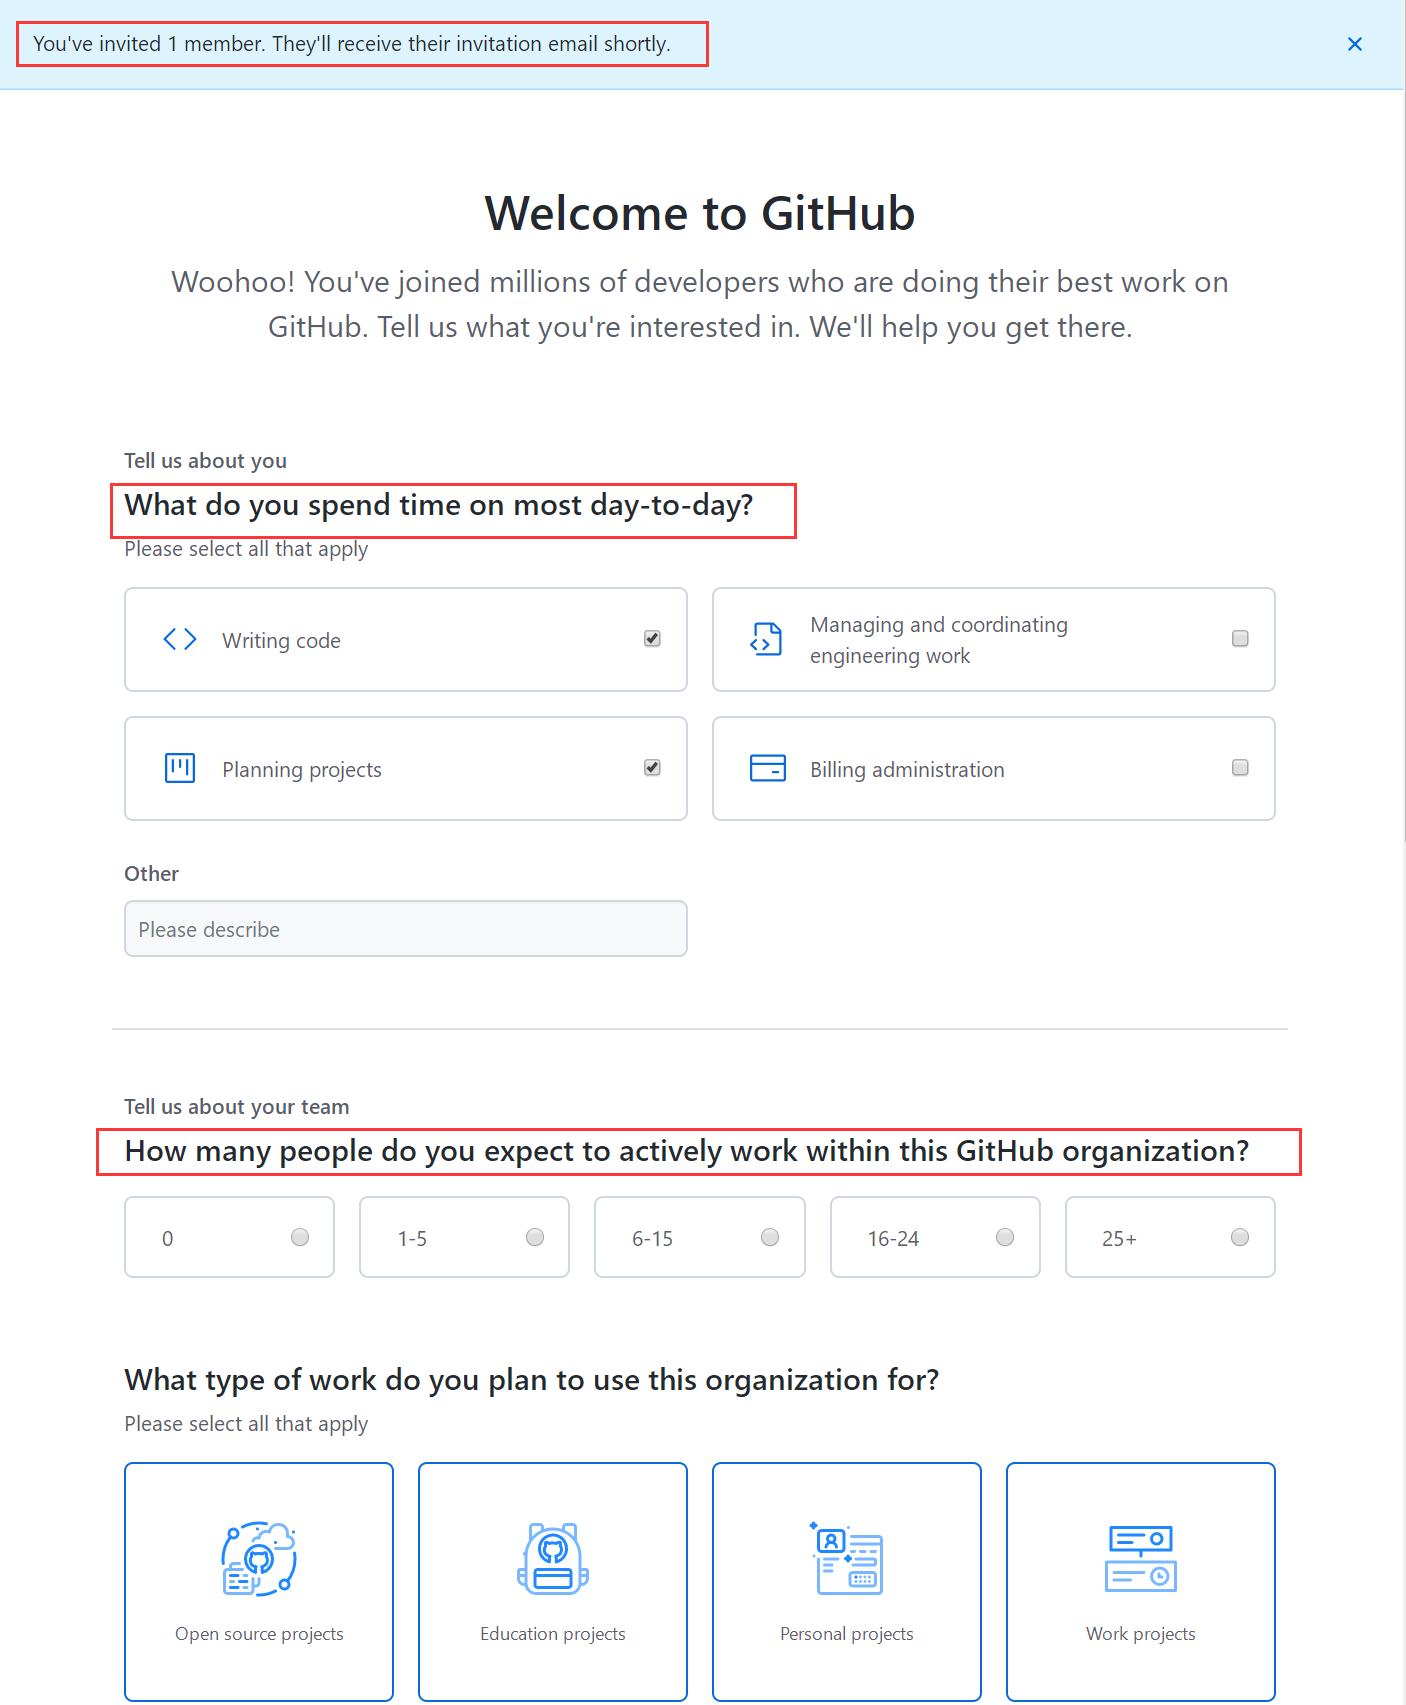 You've invited 1 member. They'll receive their invitation email shortly.
Welcome to GitHub
Woohoo! You've joined millions of developers who are doing their best work on
GitHub. Tell us what you're interested in. We'll help you get there.
Tell us about you
What do you spend time on most day-to-day?
Please select all that apply
Writing code
Managing and coordinating
engineering work
Planning projects
Billing administration
Other
Please describe
Tell us about your team
How many people do you expect to actively work within this GitHub organization?
0
1-5
6-15
16-24
25+
What type of work do you plan to use this organization for?
Please select all that apply
Open source projects
Education projects
Personal projects
Work projects